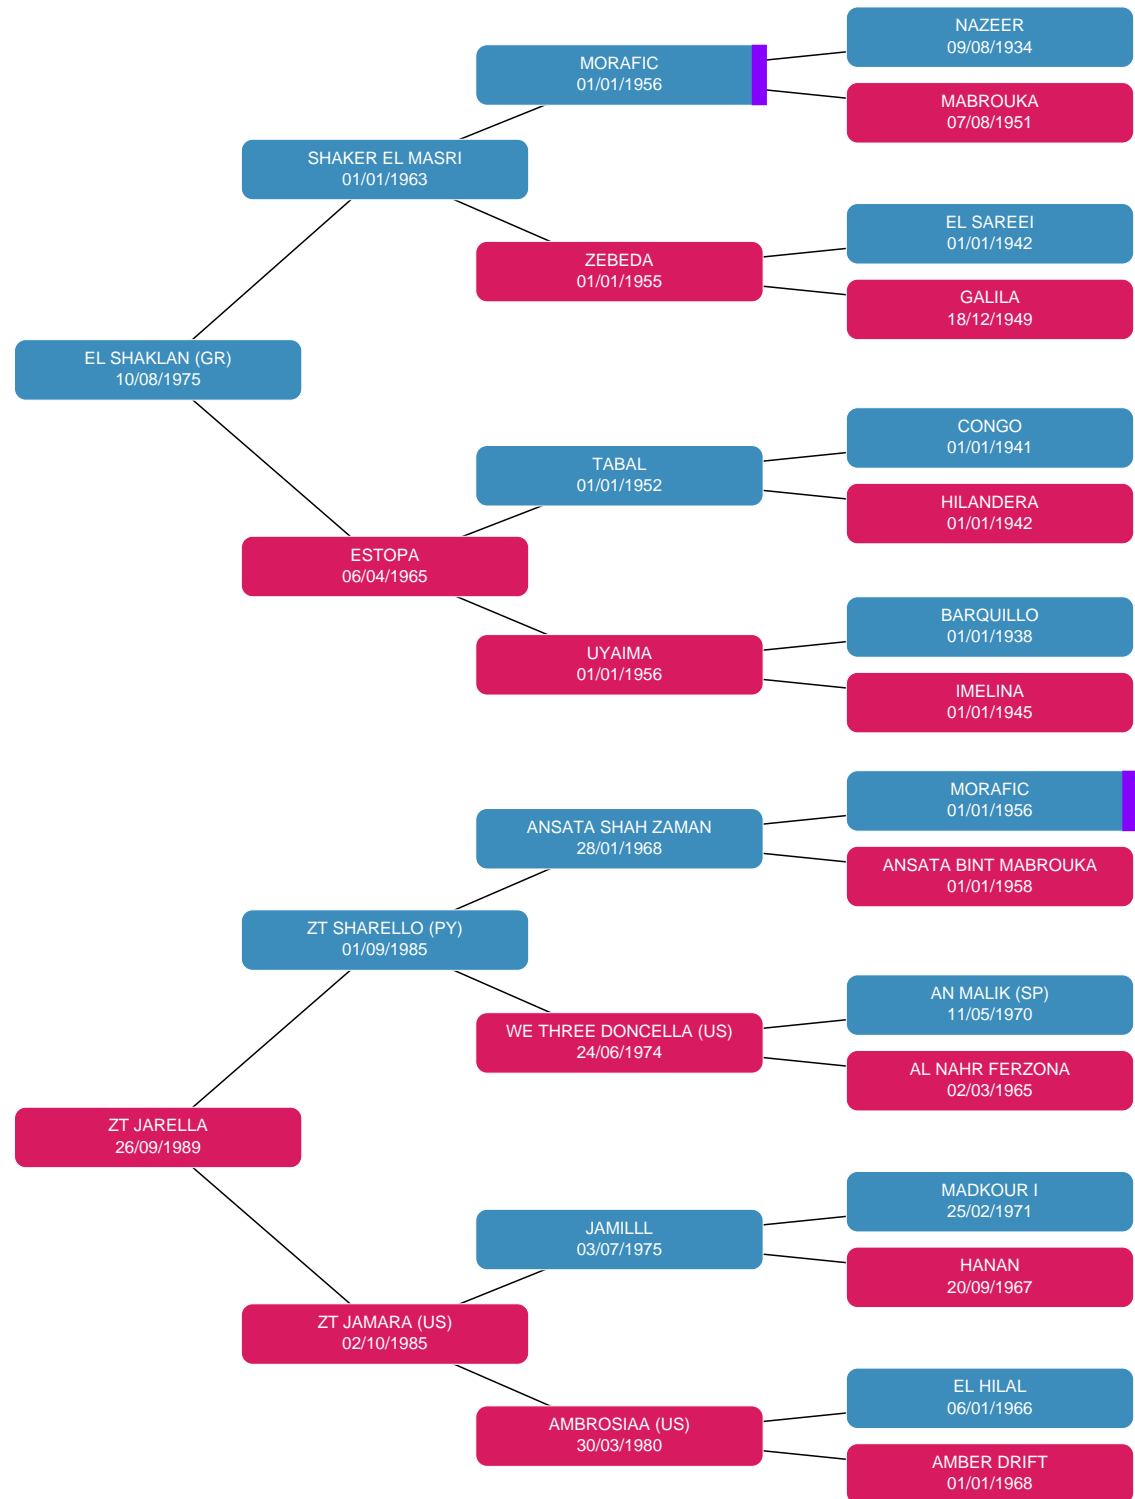 NAZEER
09/08/1934
MORAFIC
01/01/1956
MABROUKA
07/08/1951
SHAKER EL MASRI
01/01/1963
EL SAREEI
01/01/1942
ZEBEDA
01/01/1955
GALILA
18/12/1949
EL SHAKLAN (GR)
10/08/1975
CONGO
01/01/1941
TABAL
01/01/1952
HILANDERA
01/01/1942
ESTOPA
06/04/1965
BARQUILLO
01/01/1938
UYAIMA
01/01/1956
IMELINA
01/01/1945
MORAFIC
01/01/1956
ANSATA SHAH ZAMAN
28/01/1968
ANSATA BINT MABROUKA
01/01/1958
ZT SHARELLO (PY)
01/09/1985
AN MALIK (SP)
11/05/1970
WE THREE DONCELLA (US)
24/06/1974
AL NAHR FERZONA
02/03/1965
ZT JARELLA
26/09/1989
MADKOUR I
25/02/1971
JAMILLL
03/07/1975
HANAN
20/09/1967
ZT JAMARA (US)
02/10/1985
EL HILAL
06/01/1966
AMBROSIAA (US)
30/03/1980
AMBER DRIFT
01/01/1968